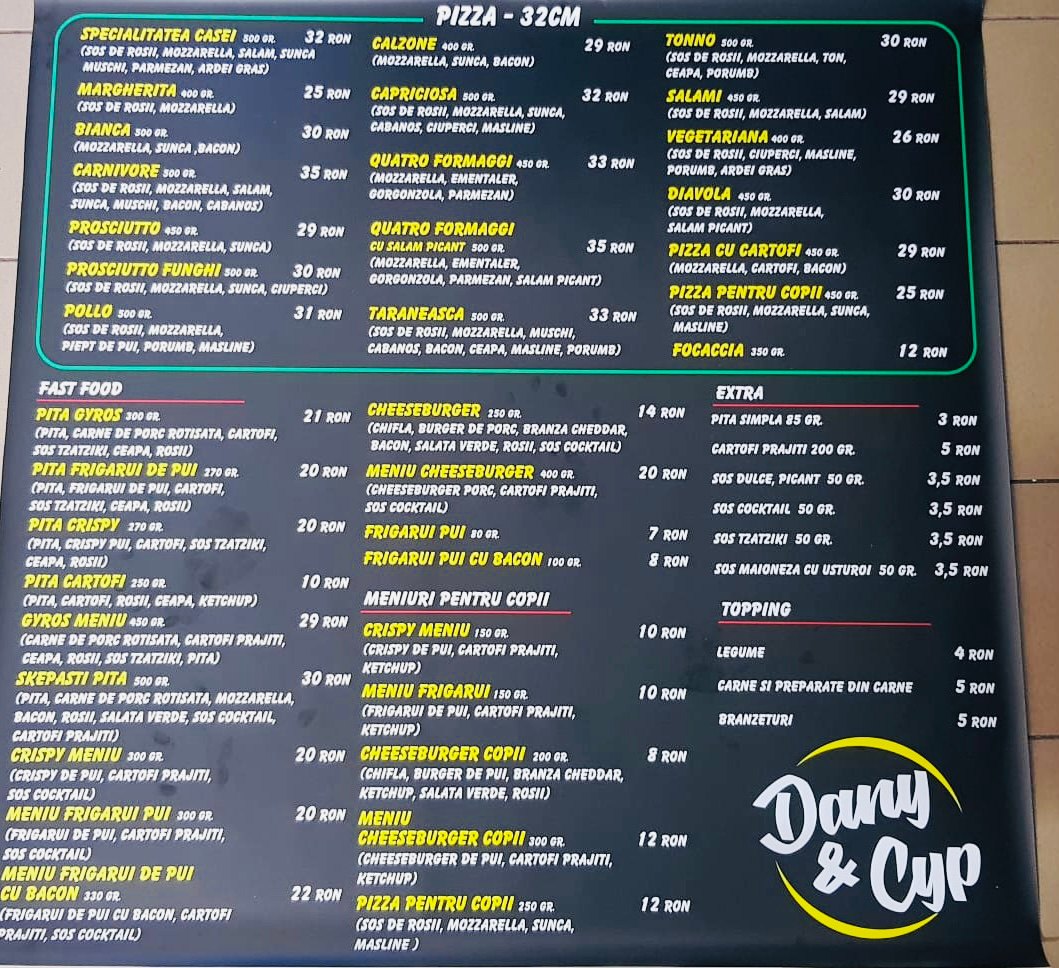 PIZZA - 32CM
SPECIALITATEA CASEI 500 GR. 32 RON
(SOS DE ROSII, MOZZARELLA, SALAM, SUNCA
MUSCHI, PARMEZAN, ARDEI GRAS)
MARGHERITA 400 GR. 25 RON
(SOS DE ROSII, MOZZARELLA)
BIANCA 500 GR. 30 RON
(MOZZARELLA, SUNCA ,BACON)
CARNIVORE 500 GR. 35 RON
(SOS DE ROSII, MOZZARELLA, SALAM,
SUNCA, MUSCHI, BACON, CABANOS)
PROSCIUTTO 450 GR. 29 RON
(SOS DE ROSII, MOZZARELLA, SUNCA)
PROSCIUTTO FUNGHI 500 GR. 30 RON
(SOS DE ROSII, MOZZARELLA, SUNCA, CIUPERCI)
POLLO 500 GR. 31 RON
(SOS DE ROSII, MOZZARELLA,
PIEPT DE PUI, PORUMB, MASLINE)
CALZONE 400 GR. 29 RON
(MOZZARELLA, SUNCA, BACON)
CAPRICIOSA 500 GR. 32 RON
(SOS DE ROSII, MOZZARELLA, SUNCA,
CABANOS, CIUPERCI, MASLINE)
QUATRO FORMAGGI 450 GR. 33 RON
(MOZZARELLA, EMENTALER,
GORGONZOLA, PARMEZAN)
QUATRO FORMAGGI
CU SALAM PICANT 500 GR. 35 RON
(MOZZARELLA, EMENTALER,
GORGONZOLA, PARMEZAN, SALAM PICANT)
TARANEASCA 500 GR. 33 RON
(SOS DE ROSII, MOZZARELLA, MUSCHI,
CABANOS, BACON, CEAPA, MASLINE, PORUMB)
TONNO 500 GR. 30 RON
(SOS DE ROSII, MOZZARELLA, TON,
CEAPA, PORUMB)
SALAMI 450 GR. 29 RON
(SOS DE ROSII, MOZZARELLA, SALAM)
VEGETARIANA 400 GR. 26 RON
(SOS DE ROSII, CIUPERCI, MASLINE,
PORUMB, ARDEI GRAS)
DIAVOLA 450 GR. 30 RON
(SOS DE ROSII, MOZZARELLA,
SALAM PICANT)
PIZZA CU CARTOFI 450 GR. 29 RON
(MOZZARELLA, CARTOFI, BACON)
PIZZA PENTRU COPII 450 GR. 25 RON
(SOS DE ROSII, MOZZARELLA, SUNCA,
MASLINE)
FOCACCIA 350 GR. 12 RON
FAST FOOD
PITA GYROS 300 GR. 21 RON
(PITA, CARNE DE PORC ROTISATA, CARTOFI,
SOS TZATZIKI, CEAPA, ROSII)
PITA FRIGARUI DE PUI 270 GR. 20 RON
(PITA, FRIGARUI DE PUI, CARTOFI,
SOS TZATZIKI, CEAPA, ROSII)
PITA CRISPY 270 GR. 20 RON
(PITA, CRISPY PUI, CARTOFI, SOS TZATZIKI,
CEAPA, ROSII)
PITA CARTOFI 250 GR. 10 RON
(PITA, CARTOFI, ROSII, CEAPA, KETCHUP)
GYROS MENIU 450 GR. 29 RON
(CARNE DE PORC ROTISATA, CARTOFI PRAJITI,
CEAPA, ROSII, SOS TZATZIKI, PITA)
SKEPASTI PITA 500 GR. 30 RON
(PITA, CARNE DE PORC ROTISATA, MOZZARELLA,
BACON, ROSII, SALATA VERDE, SOS COCKTAIL,
CARTOFI PRAJITI)
CRISPY MENIU 300 GR. 20 RON
(CRISPY DE PUI, CARTOFI PRAJITI,
SOS COCKTAIL)
MENIU FRIGARUI PUI 300 GR. 20 RON
(FRIGARUI DE PUI, CARTOFI PRAJITI,
SOS COCKTAIL)
MENIU FRIGARUI DE PUI
CU BACON 330 GR. 22 RON
(FRIGARUI DE PUI CU BACON, CARTOFI
PRAJITI, SOS COCKTAIL)
CHEESEBURGER 250 GR. 14 RON
(CHIFLA, BURGER DE PORC, BRANZA CHEDDAR,
BACON, SALATA VERDE, ROSII, SOS COCKTAIL)
MENIU CHEESEBURGER 400 GR. 20 RON
(CHEESEBURGER PORC, CARTOFI PRAJITI,
SOS COCKTAIL)
FRIGARUI PUI 80 GR. 7 RON
FRIGARUI PUI CU BACON 100 GR. 8 RON
MENIURI PENTRU COPII
CRISPY MENIU 150 GR. 10 RON
(CRISPY DE PUI, CARTOFI PRAJITI,
KETCHUP)
MENIU FRIGARUI 150 GR. 10 RON
(FRIGARUI DE PUI, CARTOFI PRAJITI,
KETCHUP)
CHEESEBURGER COPII 200 GR. 8 RON
(CHIFLA, BURGER DE PUI, BRANZA CHEDDAR,
KETCHUP, SALATA VERDE, ROSII)
MENIU
CHEESEBURGER COPII 300 GR. 12 RON
(CHEESEBURGER DE PUI, CARTOFI PRAJITI,
KETCHUP)
PIZZA PENTRU COPII 250 GR. 12 RON
(SOS DE ROSII, MOZZARELLA, SUNCA,
MASLINE )
EXTRA
PITA SIMPLA 85 GR. 3 RON
CARTOFI PRAJITI 200 GR. 5 RON
SOS DULCE, PICANT 50 GR. 3,5 RON
SOS COCKTAIL 50 GR. 3,5 RON
SOS TZATZIKI 50 GR. 3,5 RON
SOS MAIONEZA CU USTUROI 50 GR. 3,5 RON
TOPPING
LEGUME 4 RON
CARNE SI PREPARATE DIN CARNE 5 RON
BRANZETURI 5 RON
Dany
& Cyp